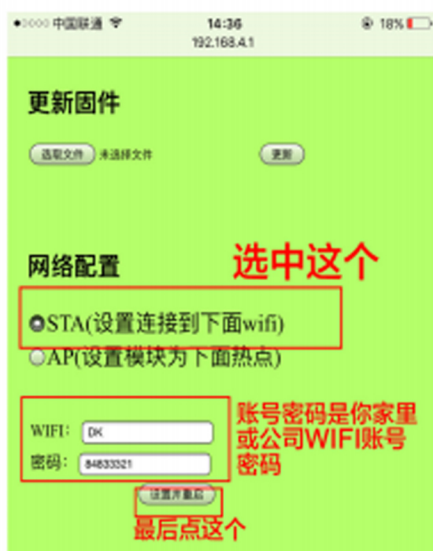 中国联通 14:36 18%
192.168.4.1
更新固件
选取文件 未选择文件 更新
选中这个
网络配置
STA(设置连接到下面wifi)
AP(设置模块为下面热点)
账号密码是你家里
或公司WIFI账号
密码
WIFI: DK
密码: 84833321
设置并重启
最后点这个